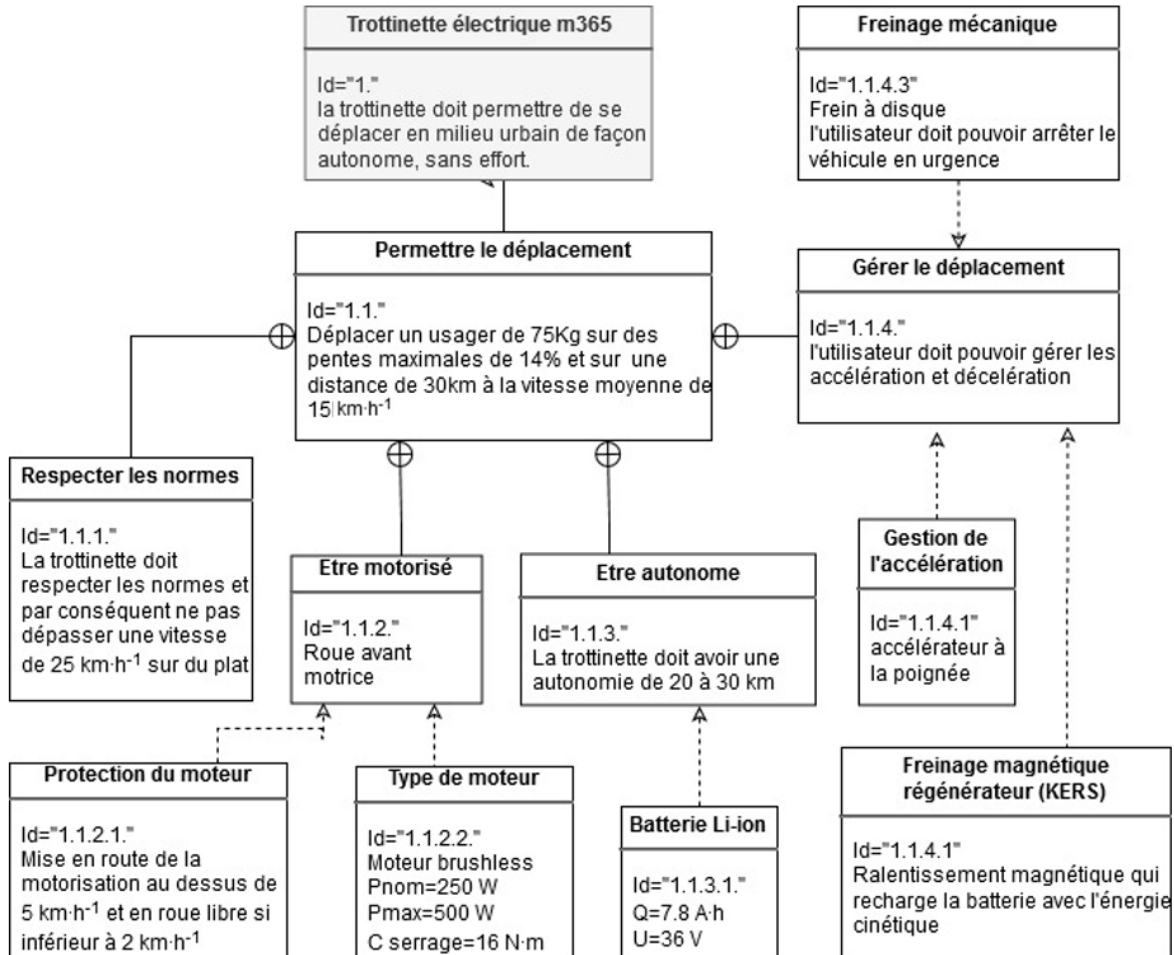 Trottinette électrique m365
Id="1."
la trottinette doit permettre de se
déplacer en milieu urbain de façon
autonome, sans effort.
Freinage mécanique
Id="1.1.4.3"
Frein à disque
l'utilisateur doit pouvoir arrêter le
véhicule en urgence
Permettre le déplacement
Id="1.1."
Déplacer un usager de 75Kg sur des
pentes maximales de 14% et sur une
distance de 30km à la vitesse moyenne de
15 km·h⁻¹
Gérer le déplacement
Id="1.1.4."
l'utilisateur doit pouvoir gérer les
accélération et décelération
Respecter les normes
Id="1.1.1."
La trottinette doit
respecter les normes et
par conséquent ne pas
dépasser une vitesse
de 25 km·h⁻¹ sur du plat
Etre motorisé
Id="1.1.2."
Roue avant
motrice
Etre autonome
Id="1.1.3."
La trottinette doit avoir une
autonomie de 20 à 30 km
Gestion de
l'accélération
Id="1.1.4.1"
accélérateur à
la poignée
Protection du moteur
Id="1.1.2.1."
Mise en route de la
motorisation au dessus de
5 km·h⁻¹ et en roue libre si
inférieur à 2 km·h⁻¹
Type de moteur
Id="1.1.2.2."
Moteur brushless
Pnom=250 W
Pmax=500 W
C serrage=16 N·m
Batterie Li-ion
Id="1.1.3.1."
Q=7.8 A·h
U=36 V
Freinage magnétique
régénérateur (KERS)
Id="1.1.4.1"
Ralentissement magnétique qui
recharge la batterie avec l'énergie
cinétique